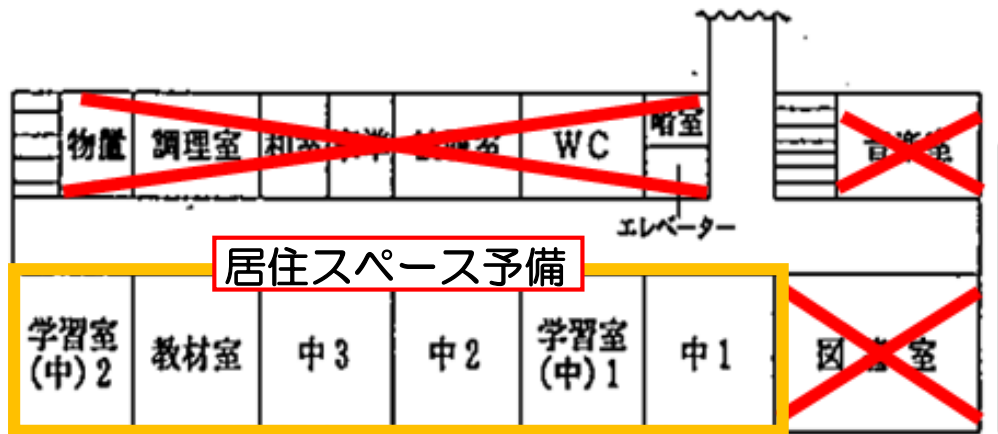 物置
調理室
WC
暗室
エレベーター
居住スペース予備
学習室
(中)2
教材室
中3
中2
学習室
(中)1
中1